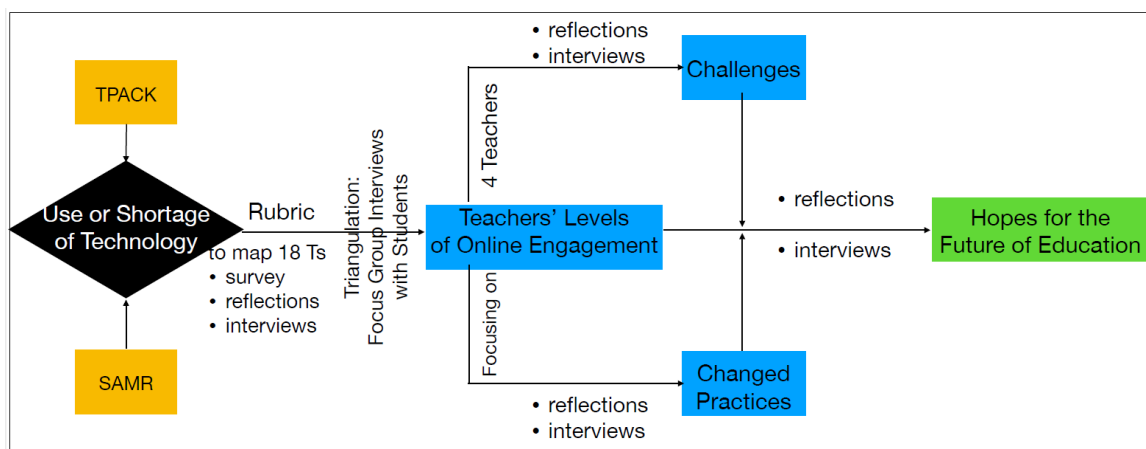 TPACK
Use or Shortage
of Technology
SAMR
Rubric
to map 18 Ts
• survey
• reflections
• interviews
Triangulation:
Focus Group Interviews
with Students
Teachers' Levels
of Online Engagement
4 Teachers
Focusing on
• reflections
• interviews
Challenges
• reflections
• interviews
Changed
Practices
• reflections
• interviews
Hopes for the
Future of Education